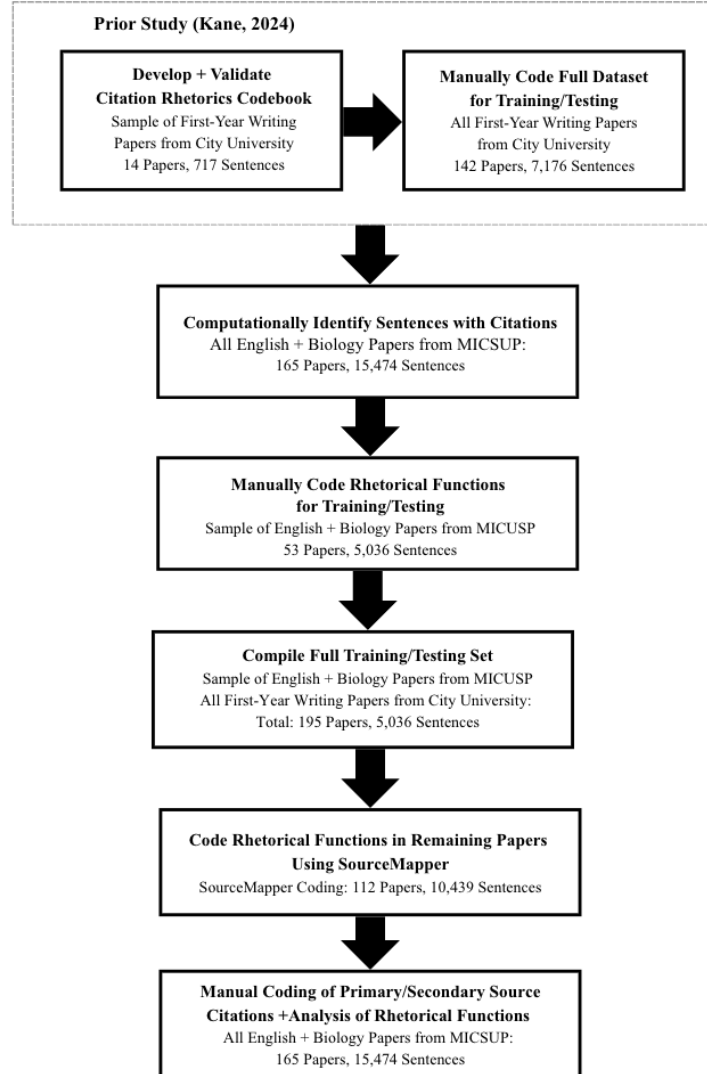 Prior Study (Kane, 2024)
Develop + Validate
Citation Rhetorics Codebook
Sample of First-Year Writing
Papers from City University
14 Papers, 717 Sentences
Manually Code Full Dataset
for Training/Testing
All First-Year Writing Papers
from City University
142 Papers, 7,176 Sentences
Computationally Identify Sentences with Citations
All English + Biology Papers from MICSUP:
165 Papers, 15,474 Sentences
Manually Code Rhetorical Functions
for Training/Testing
Sample of English + Biology Papers from MICUSP
53 Papers, 5,036 Sentences
Compile Full Training/Testing Set
Sample of English + Biology Papers from MICUSP
All First-Year Writing Papers from City University:
Total: 195 Papers, 5,036 Sentences
Code Rhetorical Functions in Remaining Papers
Using SourceMapper
SourceMapper Coding: 112 Papers, 10,439 Sentences
Manual Coding of Primary/Secondary Source
Citations +Analysis of Rhetorical Functions
All English + Biology Papers from MICSUP:
165 Papers, 15,474 Sentences